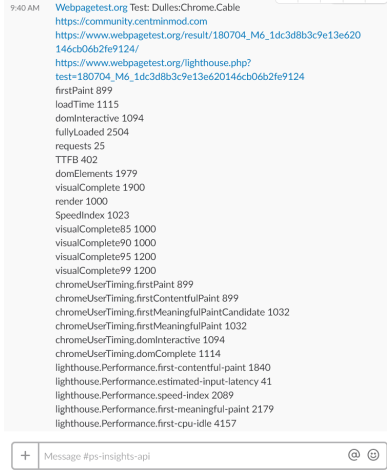 9:40 AM Webpagetest.org Test: Dulles:Chrome.Cable
https://community.centminmod.com
https://www.webpagetest.org/result/180704_M6_1dc3d8b3c9e13e620
146cb06b2fe9124/
https://www.webpagetest.org/lighthouse.php?
test=180704_M6_1dc3d8b3c9e13e620146cb06b2fe9124
firstPaint 899
loadTime 1115
domInteractive 1094
fullyLoaded 2504
requests 25
TTFB 402
domElements 1979
visualComplete 1900
render 1000
SpeedIndex 1023
visualComplete85 1000
visualComplete90 1000
visualComplete95 1200
visualComplete99 1200
chromeUserTiming.firstPaint 899
chromeUserTiming.firstContentfulPaint 899
chromeUserTiming.firstMeaningfulPaintCandidate 1032
chromeUserTiming.firstMeaningfulPaint 1032
chromeUserTiming.domInteractive 1094
chromeUserTiming.domComplete 1114
lighthouse.Performance.first-contentful-paint 1840
lighthouse.Performance.estimated-input-latency 41
lighthouse.Performance.speed-index 2089
lighthouse.Performance.first-meaningful-paint 2179
lighthouse.Performance.first-cpu-idle 4157
Message #ps-insights-api